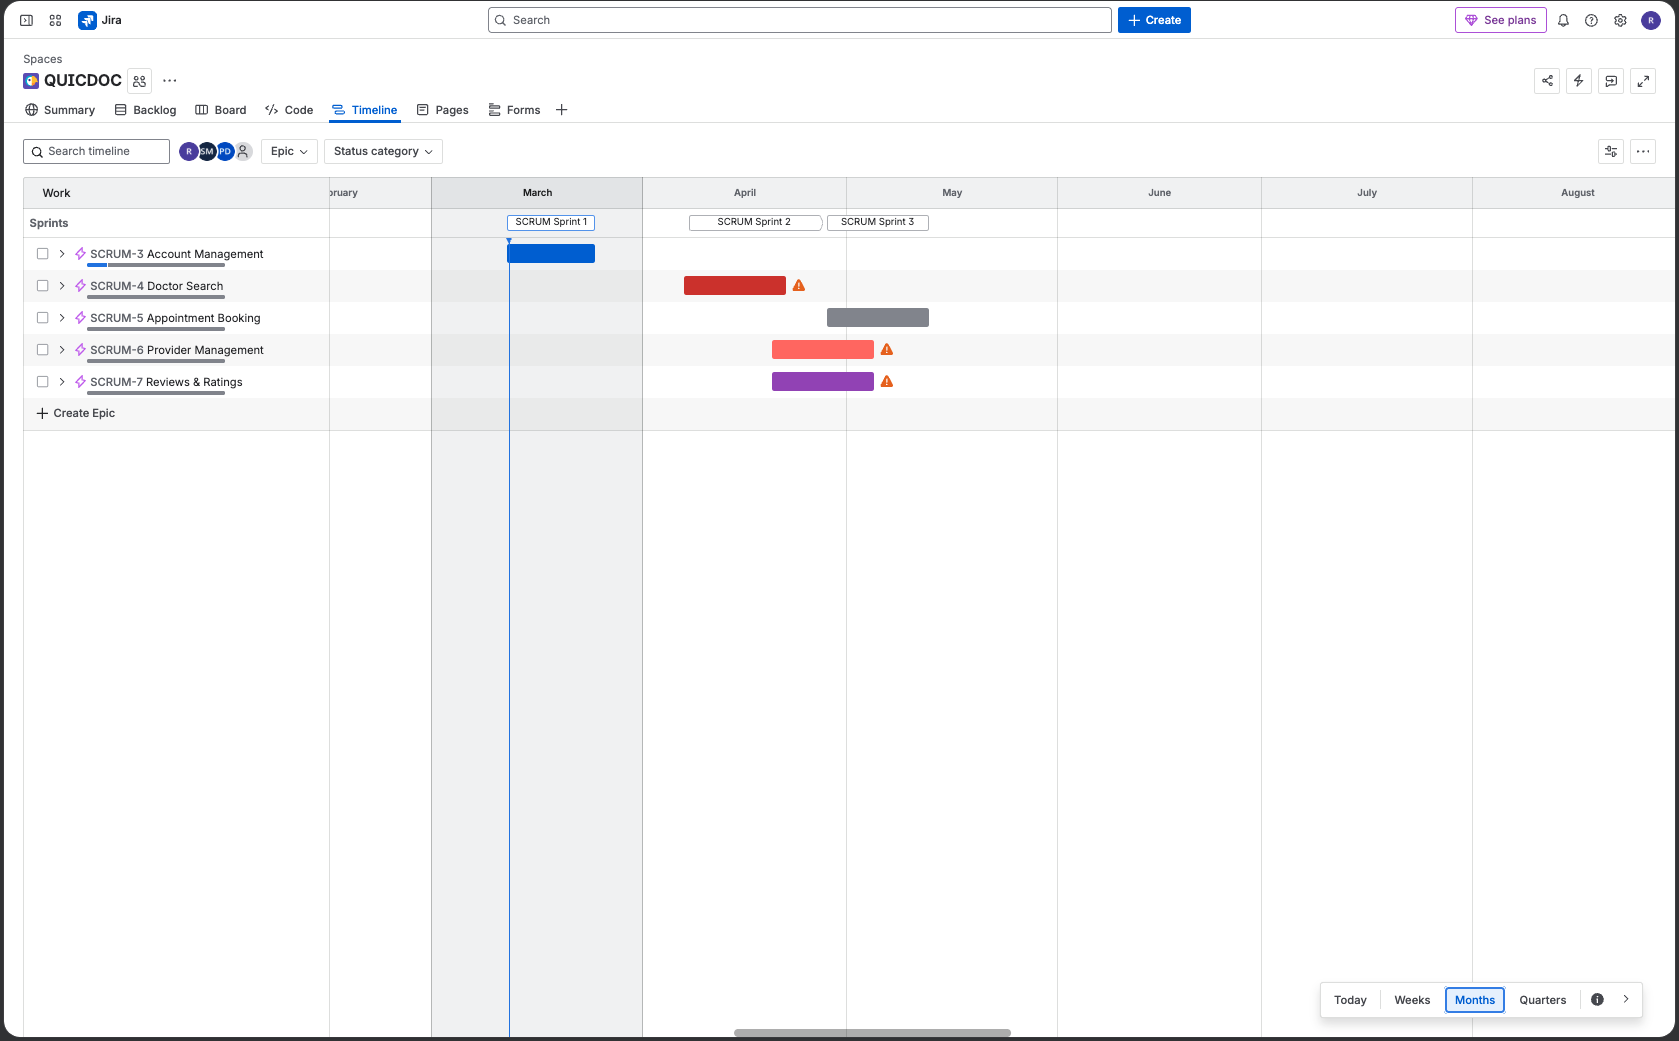 Jira
Search
Create
See plans
R
Spaces
QUICDOC
Summary
Backlog
Board
Code
Timeline
Pages
Forms
Search timeline
R SM PD
Epic
Status category
Work
oruary
March
April
May
June
July
August
Sprints
SCRUM Sprint 1
SCRUM Sprint 2
SCRUM Sprint 3
SCRUM-3 Account Management
SCRUM-4 Doctor Search
SCRUM-5 Appointment Booking
SCRUM-6 Provider Management
SCRUM-7 Reviews & Ratings
Create Epic
Today
Weeks
Months
Quarters